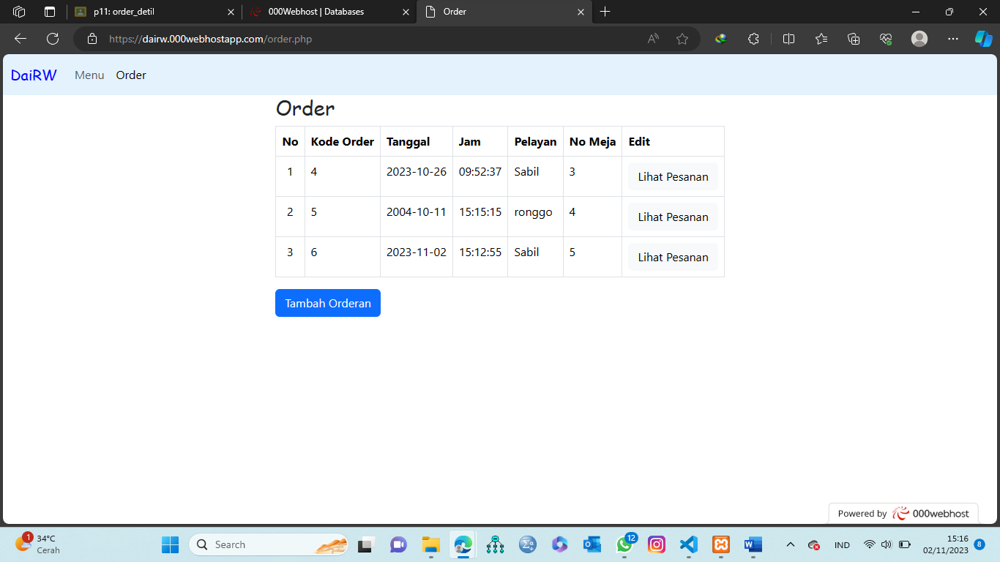 p11: order_detil
000Webhost | Databases
Order
https://dairw.000webhostapp.com/order.php
DaiRW Menu Order
Order
No Kode Order Tanggal Jam Pelayan No Meja Edit
1 4 2023-10-26 09:52:37 Sabil 3 Lihat Pesanan
2 5 2004-10-11 15:15:15 ronggo 4 Lihat Pesanan
3 6 2023-11-02 15:12:55 Sabil 5 Lihat Pesanan
Tambah Orderan
Powered by 000webhost
1
34°C
Cerah
Search
12
IND
15:16
02/11/2023
8